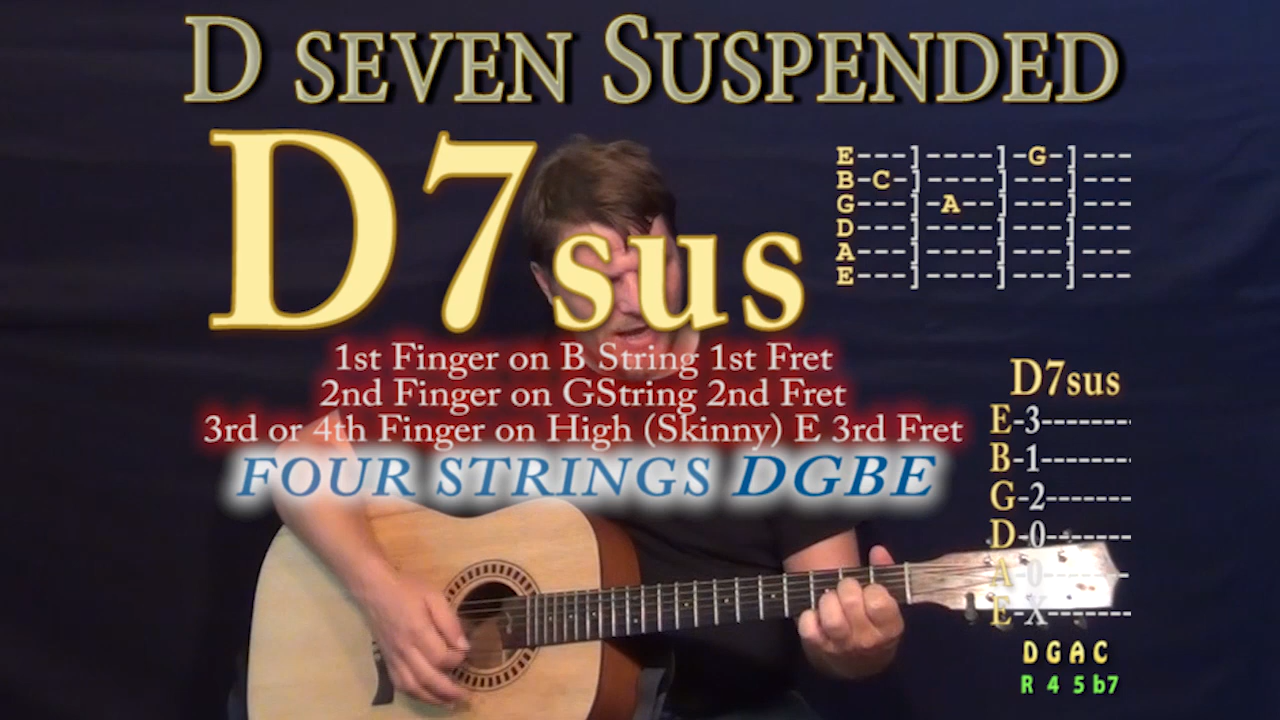 D SEVEN SUSPENDED
D7sus
E---]----]-G-]---
B-C-]----]---]---
G---]-A--]---]---
D---]----]---]---
A---]----]---]---
E---]----]---]---
1st Finger on B String 1st Fret
2nd Finger on GString 2nd Fret
3rd or 4th Finger on High (Skinny) E 3rd Fret
FOUR STRINGS DGBE
D7sus
E-3--------
B-1--------
G-2-------
D-0-------
A-0-------
E-X-------
D G A C
R 4 5 b7